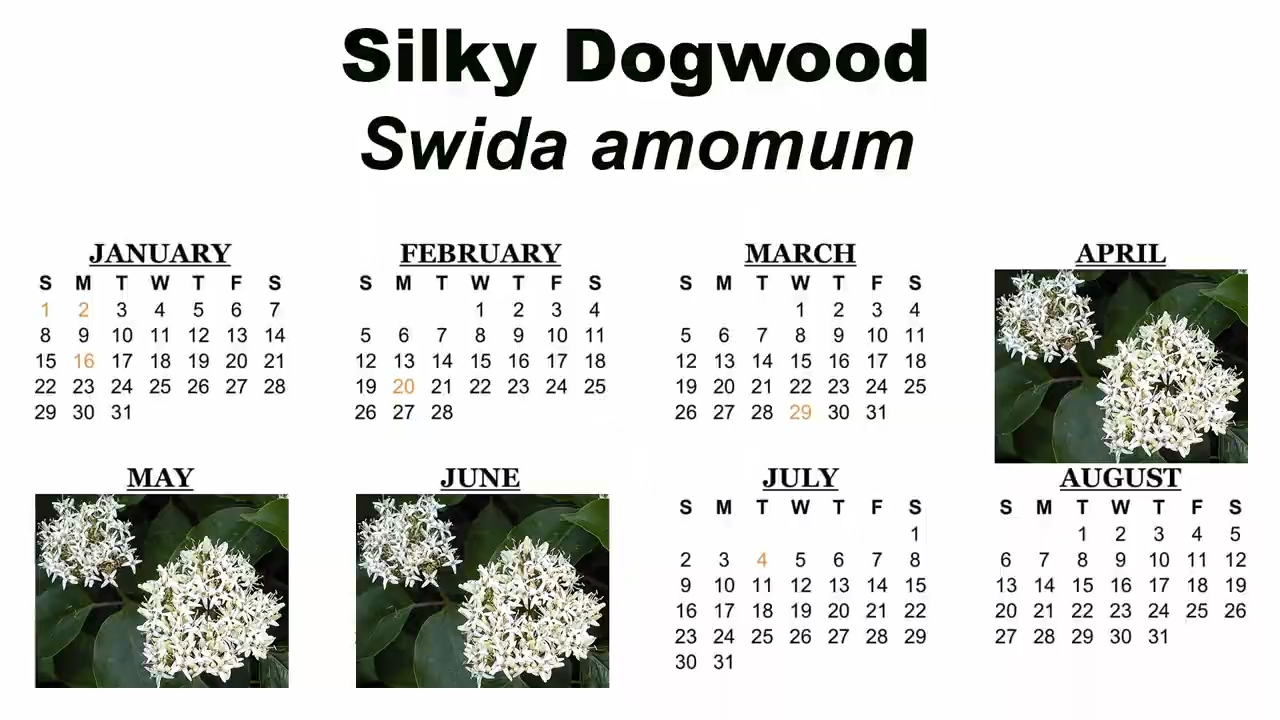 Silky Dogwood
Swida amomum
JANUARY
S M T W T F S
1 2 3 4 5 6 7
8 9 10 11 12 13 14
15 16 17 18 19 20 21
22 23 24 25 26 27 28
29 30 31
FEBRUARY
S M T W T F S
1 2 3 4
5 6 7 8 9 10 11
12 13 14 15 16 17 18
19 20 21 22 23 24 25
26 27 28
MARCH
S M T W T F S
1 2 3 4
5 6 7 8 9 10 11
12 13 14 15 16 17 18
19 20 21 22 23 24 25
26 27 28 29 30 31
APRIL
MAY
JUNE
JULY
S M T W T F S
1
2 3 4 5 6 7 8
9 10 11 12 13 14 15
16 17 18 19 20 21 22
23 24 25 26 27 28 29
30 31
AUGUST
S M T W T F S
1 2 3 4 5
6 7 8 9 10 11 12
13 14 15 16 17 18 19
20 21 22 23 24 25 26
27 28 29 30 31